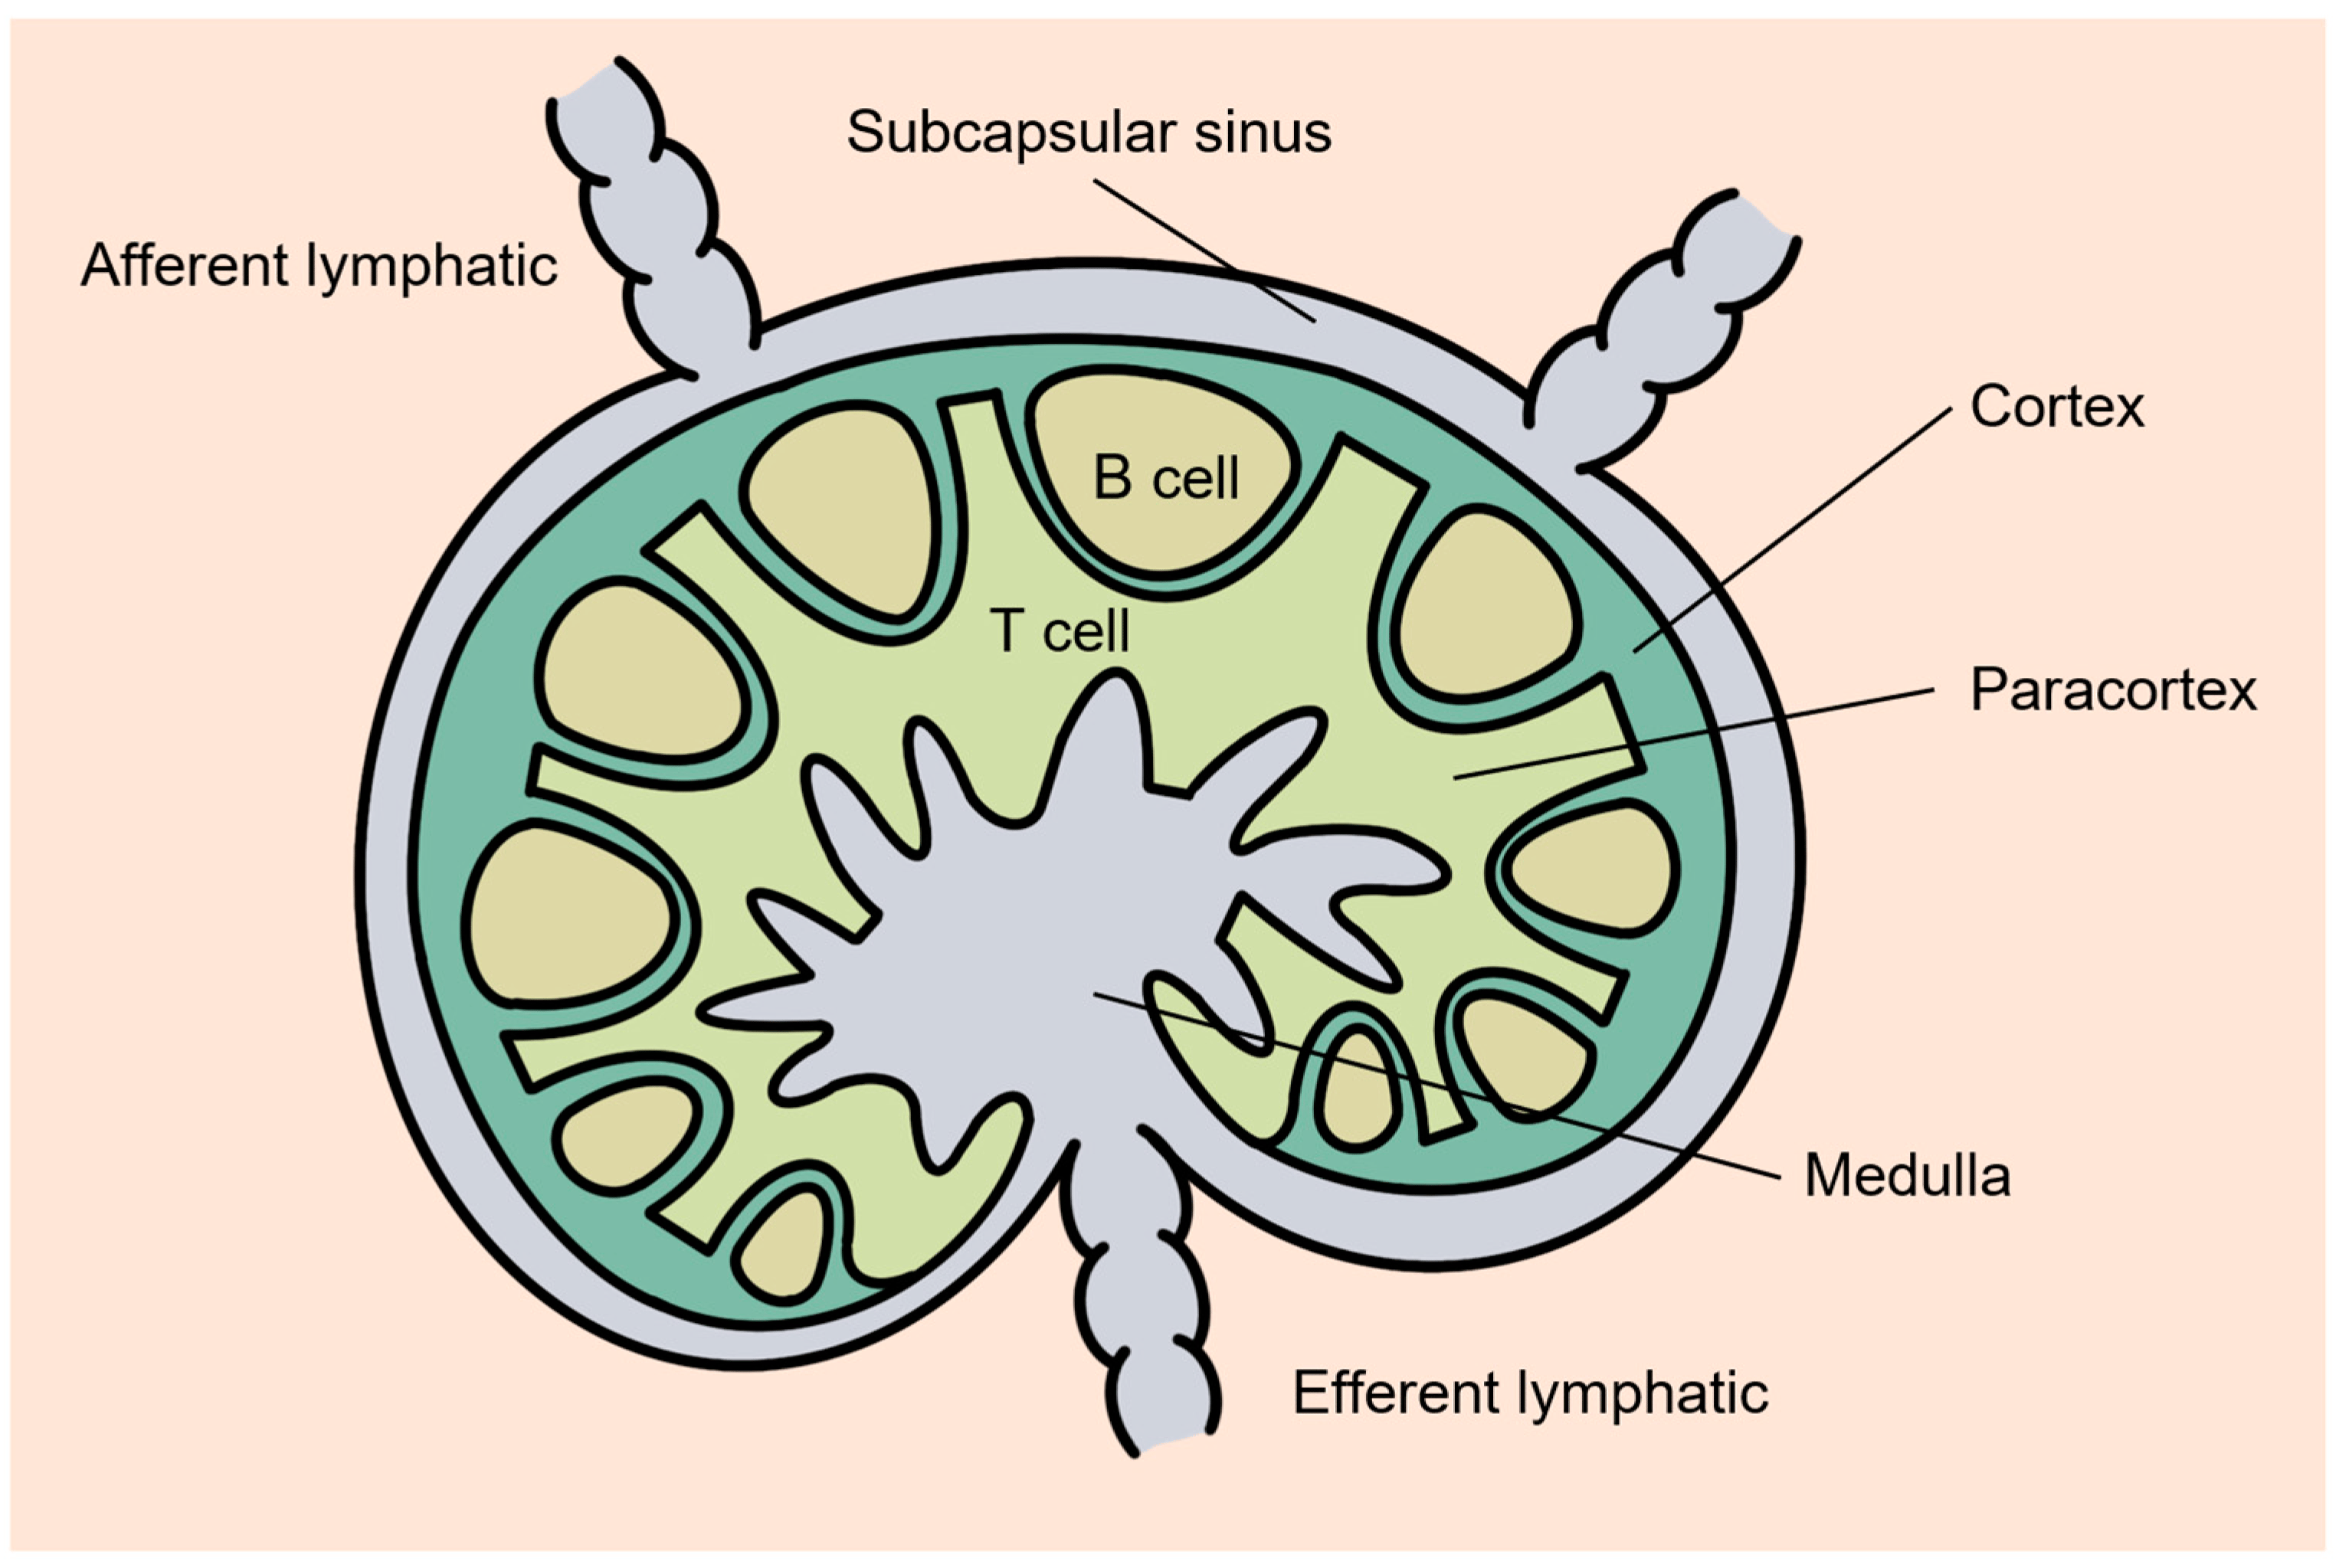 Subcapsular sinus
Afferent lymphatic
Cortex
B cell
T cell
Paracortex
Medulla
Efferent lymphatic